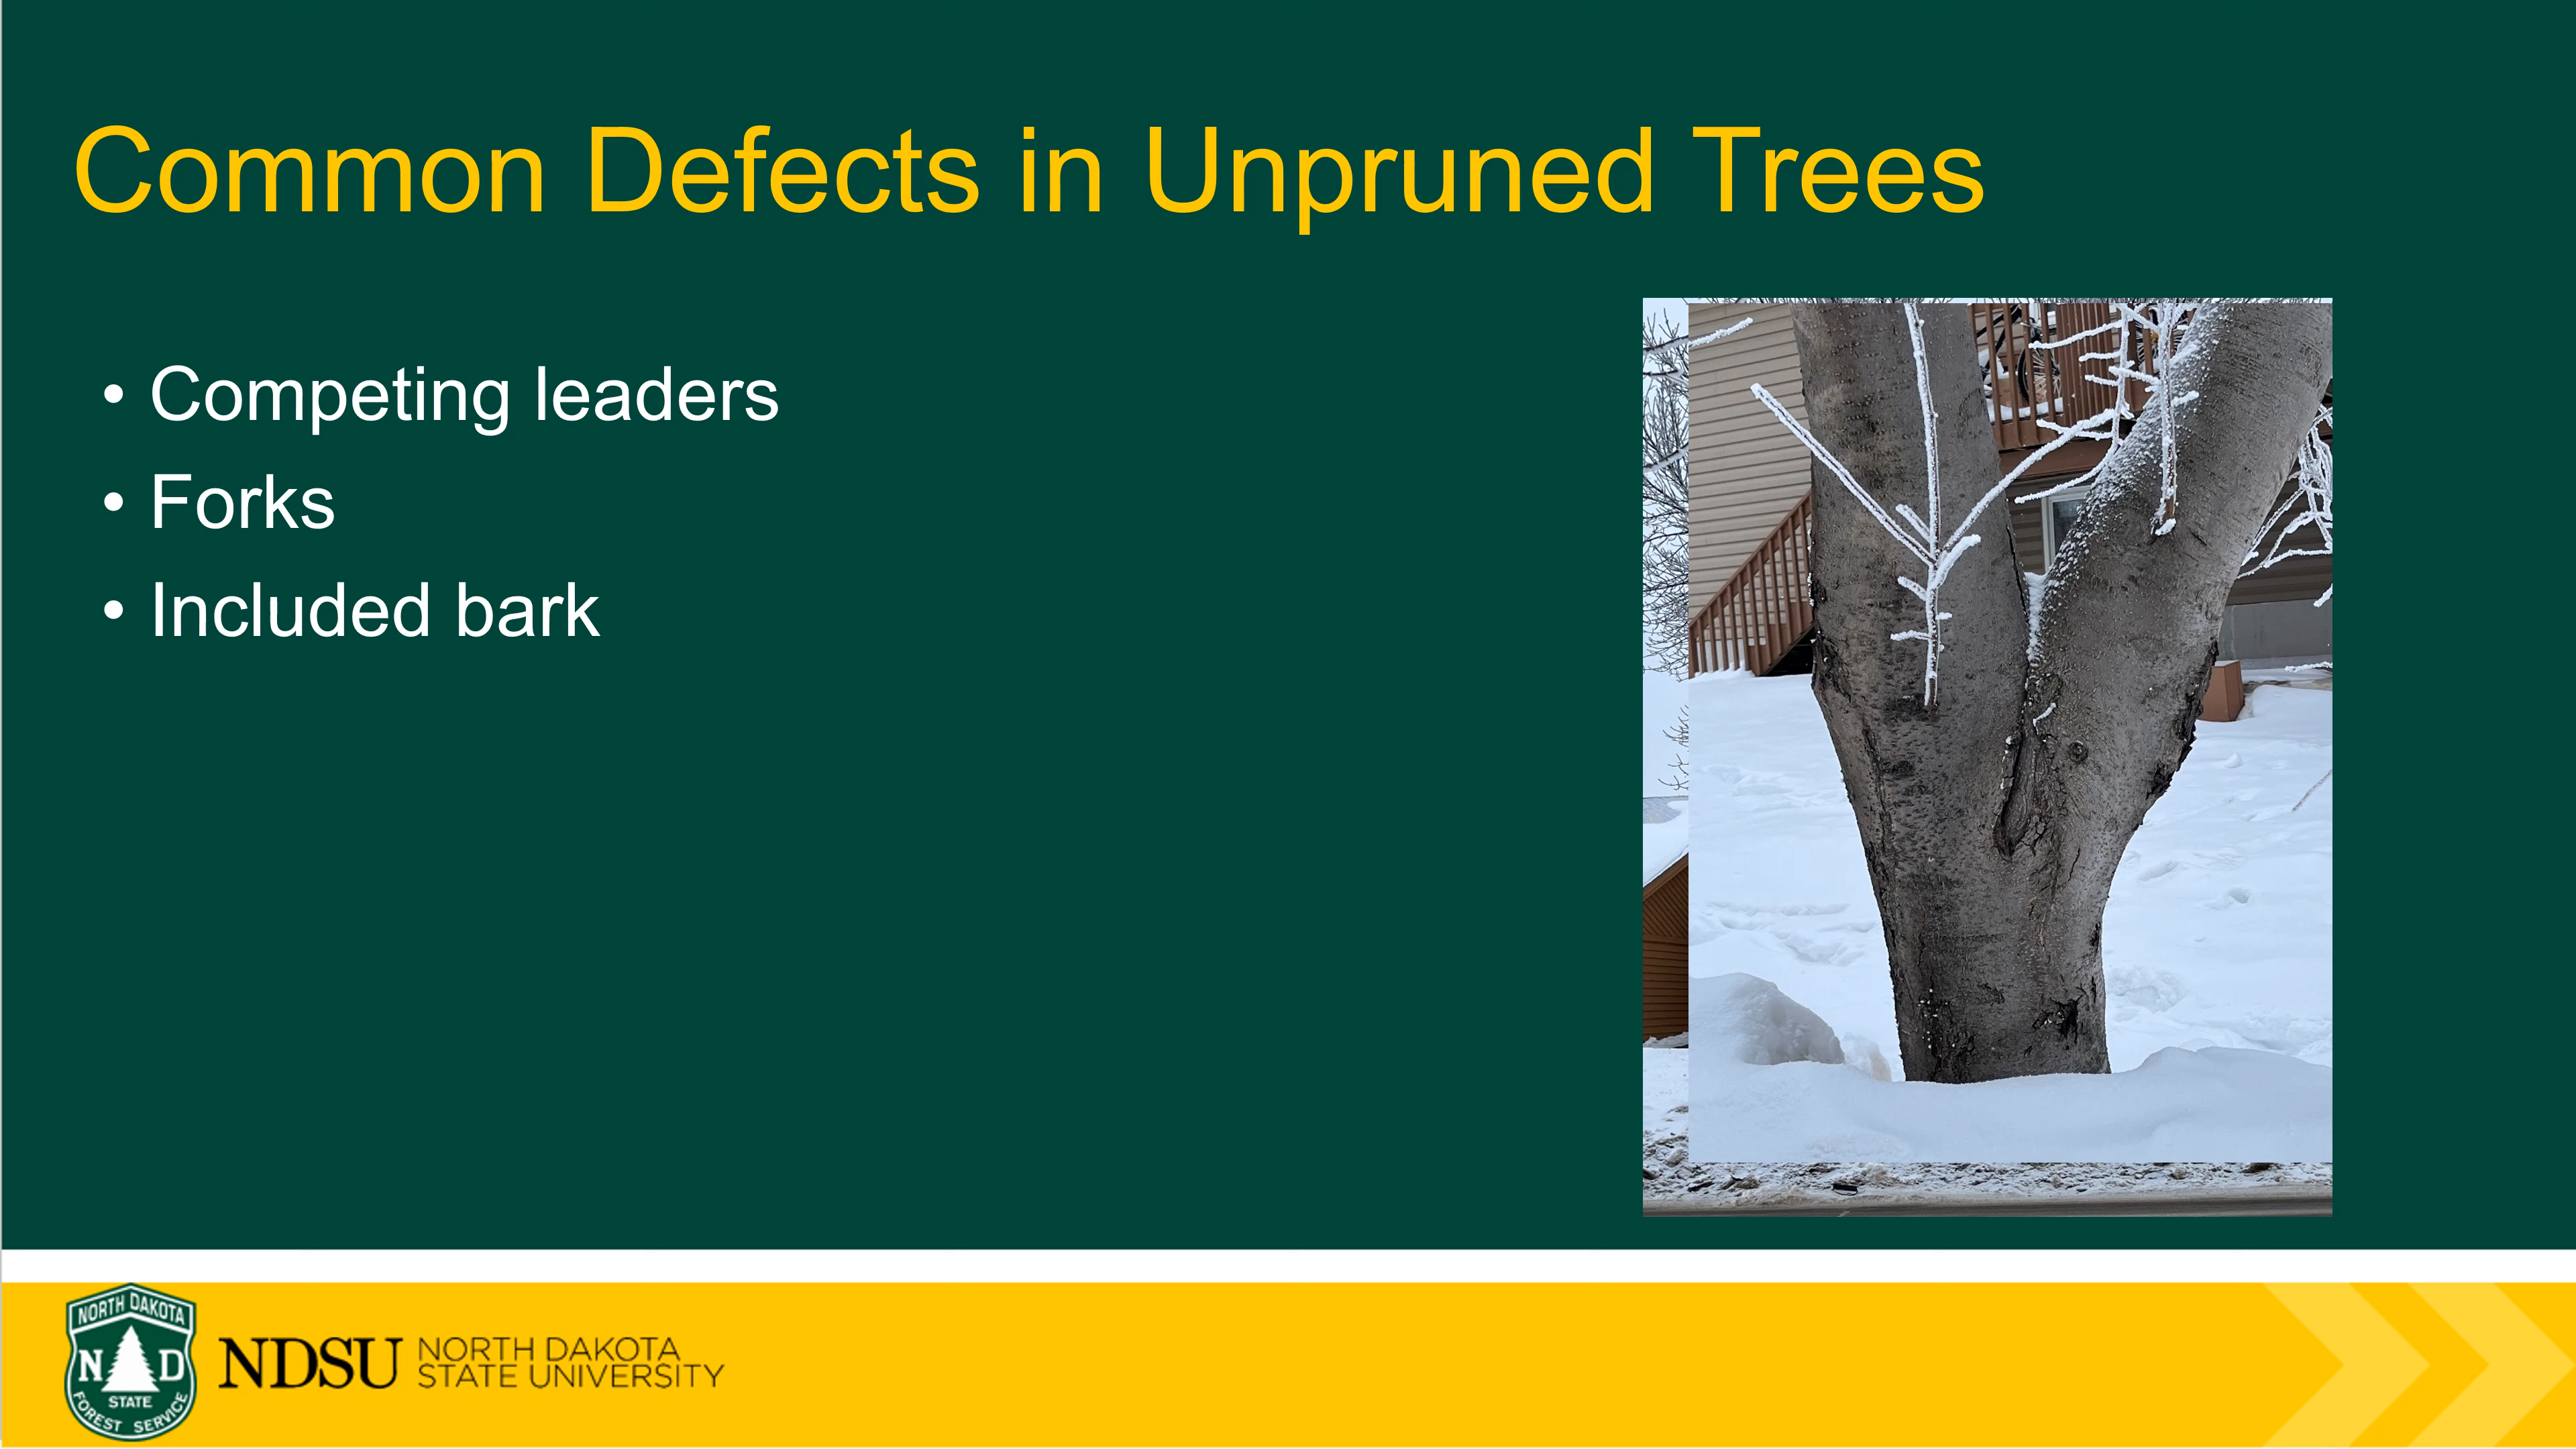 Common Defects in Unpruned Trees
• Competing leaders
• Forks
• Included bark
NORTH DAKOTA
N D
STATE
FOREST SERVICE
NDSU
NORTH DAKOTA
STATE UNIVERSITY